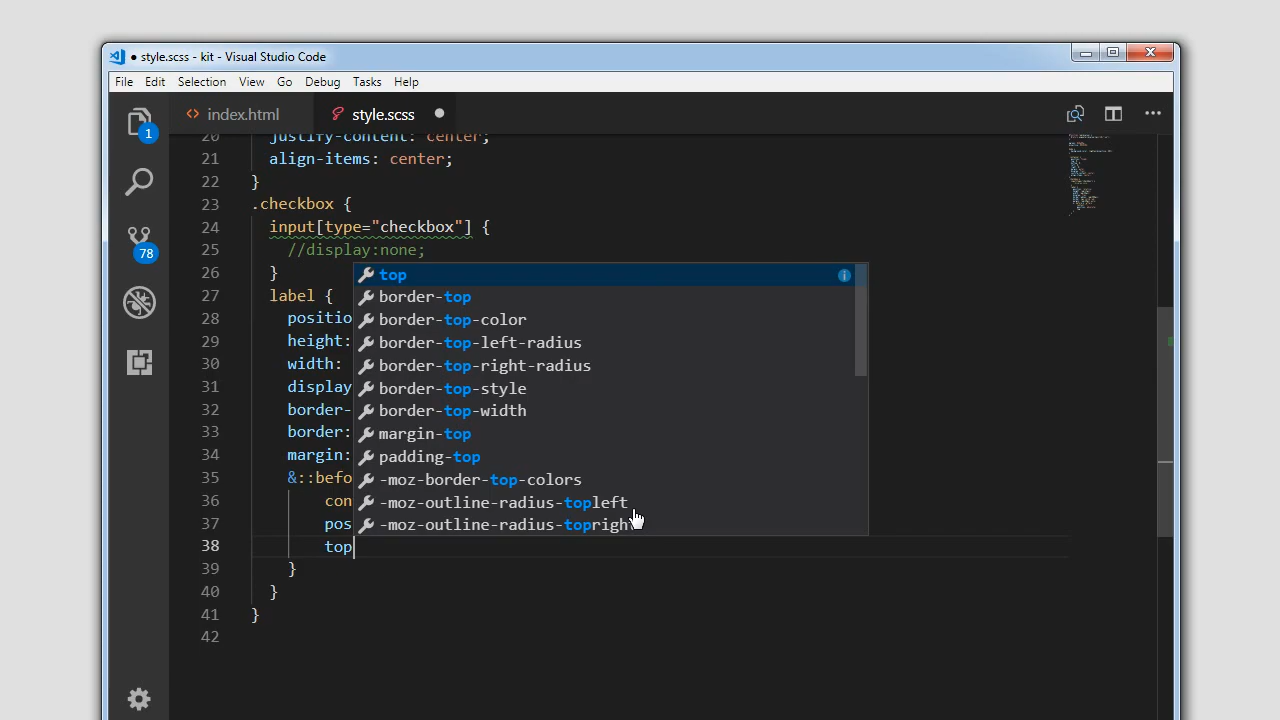 ● style.scss - kit - Visual Studio Code
File Edit Selection View Go Debug Tasks Help
index.html style.scss
20 justify-content: center;
21 align-items: center;
22 }
23 .checkbox {
24 input[type="checkbox"] {
25 //display:none;
26 }
27 label {
28 positio
29 height:
30 width:
31 display
32 border-
33 border:
34 margin:
35 &::befo
36 con
37 pos
38 top
39 }
40 }
41 }
42
top
border-top
border-top-color
border-top-left-radius
border-top-right-radius
border-top-style
border-top-width
margin-top
padding-top
-moz-border-top-colors
-moz-outline-radius-topleft
-moz-outline-radius-topright
1
78